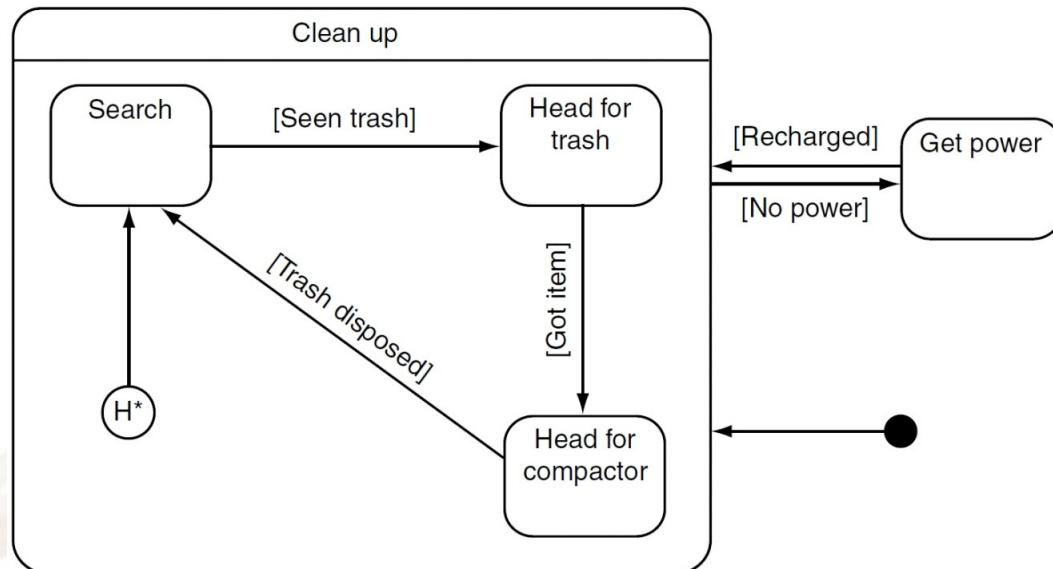 Clean up
Search
[Seen trash]
Head for
trash
[Recharged]
Get power
[No power]
[Trash disposed]
[Got item]
H*
Head for
compactor